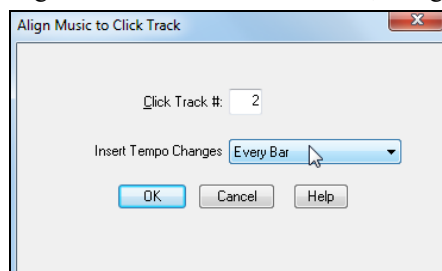 Align Music to Click Track
Click Track #: 2
Insert Tempo Changes Every Bar
OK Cancel Help